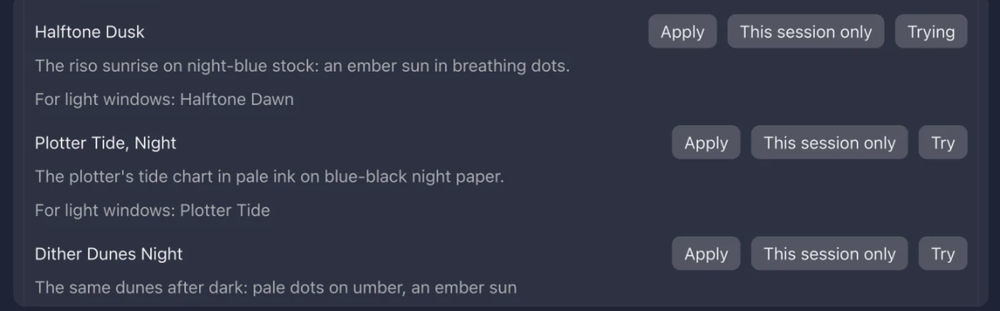 Halftone Dusk Apply This session only Trying
The riso sunrise on night-blue stock: an ember sun in breathing dots.
For light windows: Halftone Dawn
Plotter Tide, Night Apply This session only Try
The plotter's tide chart in pale ink on blue-black night paper.
For light windows: Plotter Tide
Dither Dunes Night Apply This session only Try
The same dunes after dark: pale dots on umber, an ember sun